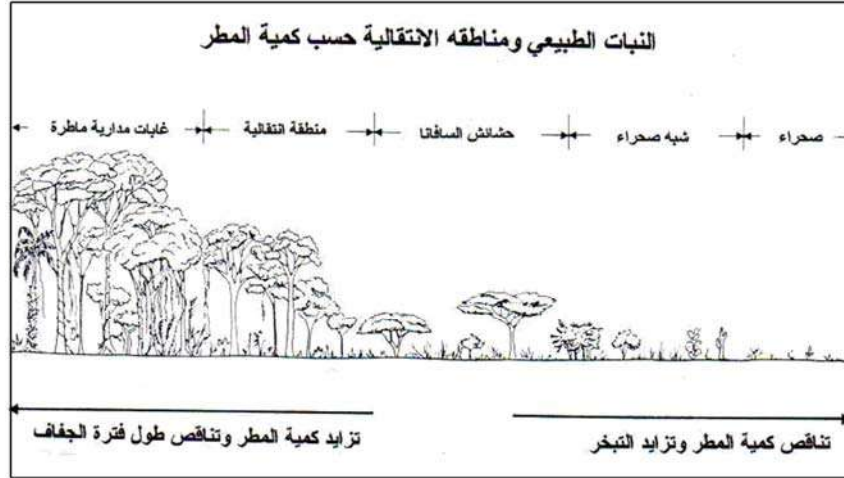 النبات الطبيعي ومناطقه الانتقالية حسب كمية المطر
صحراء
شبه صحراء
حشائش السافانا
منطقة انتقالية
غابات مدارية ماطرة
تناقص كمية المطر وتزايد التبخر
تزايد كمية المطر وتناقص طول فترة الجفاف